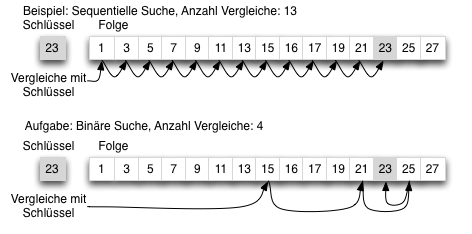 Beispiel: Sequentielle Suche, Anzahl Vergleiche: 13
Schlüssel Folge
23 1 3 5 7 9 11 13 15 16 17 19 21 23 25 27
Vergleiche mit
Schlüssel
Aufgabe: Binäre Suche, Anzahl Vergleiche: 4
Schlüssel Folge
23 1 3 5 7 9 11 13 15 16 17 19 21 23 25 27
Vergleiche mit
Schlüssel